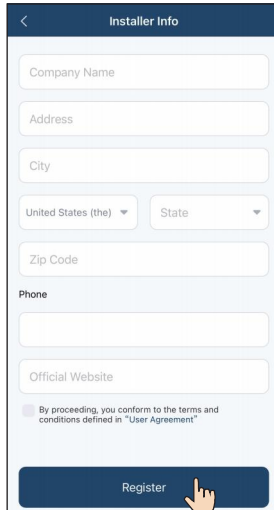 Installer Info
Company Name
Address
City
United States (the) State
Zip Code
Phone
Official Website
By proceeding, you conform to the terms and
conditions defined in "User Agreement"
Register